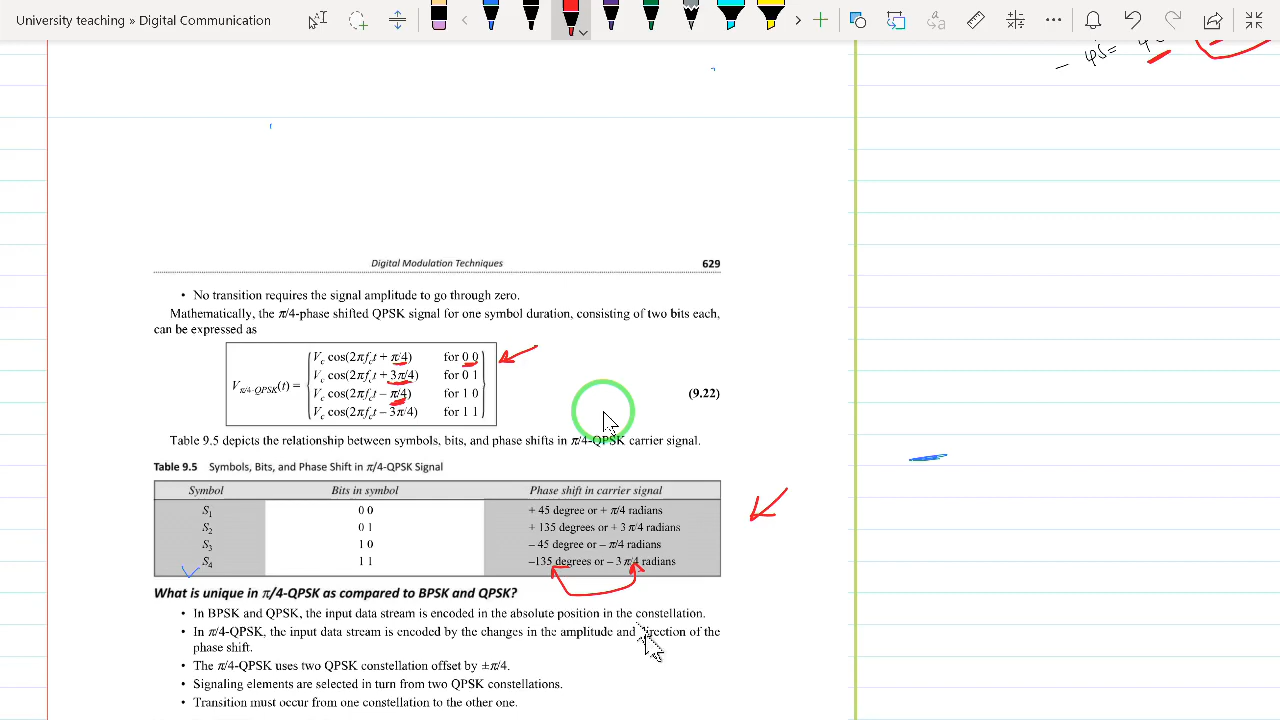 University teaching » Digital Communication
- φS =
Digital Modulation Techniques 629
• No transition requires the signal amplitude to go through zero.
Mathematically, the π/4-phase shifted QPSK signal for one symbol duration, consisting of two bits each,
can be expressed as
V_c cos(2πf_c t + π/4) for 0 0
V_c cos(2πf_c t + 3π/4) for 0 1
V_π/4-QPSK(t) =
V_c cos(2πf_c t − π/4) for 1 0
(9.22)
V_c cos(2πf_c t − 3π/4) for 1 1
Table 9.5 depicts the relationship between symbols, bits, and phase shifts in π/4-QPSK carrier signal.
Table 9.5 Symbols, Bits, and Phase Shift in π/4-QPSK Signal
Symbol Bits in symbol Phase shift in carrier signal
S1 0 0 + 45 degree or + π/4 radians
S2 0 1 + 135 degrees or + 3 π/4 radians
S3 1 0 − 45 degree or − π/4 radians
S4 1 1 −135 degrees or − 3 π/4 radians
What is unique in π/4-QPSK as compared to BPSK and QPSK?
• In BPSK and QPSK, the input data stream is encoded in the absolute position in the constellation.
• In π/4-QPSK, the input data stream is encoded by the changes in the amplitude and direction of the
phase shift.
• The π/4-QPSK uses two QPSK constellation offset by ±π/4.
• Signaling elements are selected in turn from two QPSK constellations.
• Transition must occur from one constellation to the other one.